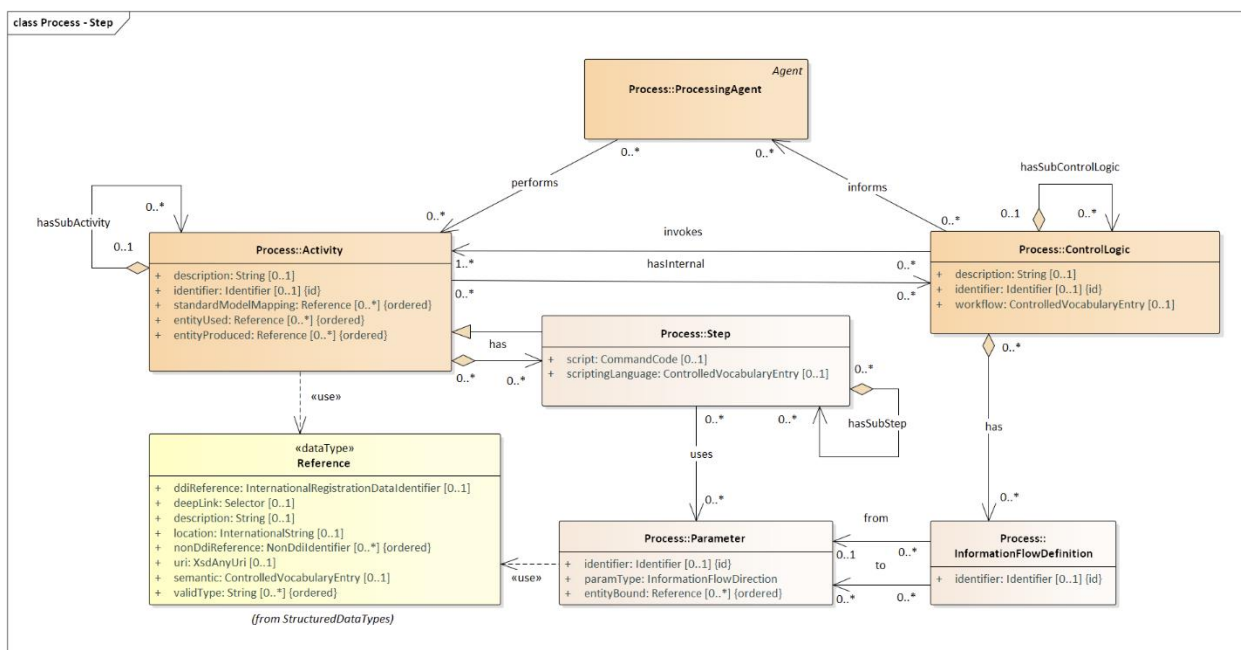 class Process - Step
Agent
Process::ProcessingAgent
0..*
0..*
hasSubControlLogic
performs
informs
0..*
0..1
0..*
hasSubActivity
0..1
0..*
0..*
invokes
Process::Activity
Process::ControlLogic
1..*
hasInternal
0..*
+ description: String [0..1]
+ identifier: Identifier [0..1] {id}
+ standardModelMapping: Reference [0..*] {ordered}
+ entityUsed: Reference [0..*] {ordered}
+ entityProduced: Reference [0..*] {ordered}
0..*
0..*
+ description: String [0..1]
+ identifier: Identifier [0..1] {id}
+ workflow: ControlledVocabularyEntry [0..1]
Process::Step
has
0..*
0..*
+ script: CommandCode [0..1]
+ scriptingLanguage: ControlledVocabularyEntry [0..1]
0..*
0..*
«use»
0..*
0..*
hasSubStep
has
uses
«dataType»
Reference
+ ddiReference: InternationalRegistrationDataIdentifier [0..1]
+ deepLink: Selector [0..1]
+ description: String [0..1]
+ location: InternationalString [0..1]
+ nonDdiReference: NonDdiIdentifier [0..*] {ordered}
+ uri: XsdAnyUri [0..1]
+ semantic: ControlledVocabularyEntry [0..1]
+ validType: String [0..*] {ordered}
(from StructuredDataTypes)
0..*
0..*
from
Process::Parameter
0..1
0..*
Process::
InformationFlowDefinition
+ identifier: Identifier [0..1] {id}
+ paramType: InformationFlowDirection
+ entityBound: Reference [0..*] {ordered}
to
+ identifier: Identifier [0..1] {id}
«use»
0..*
0..*